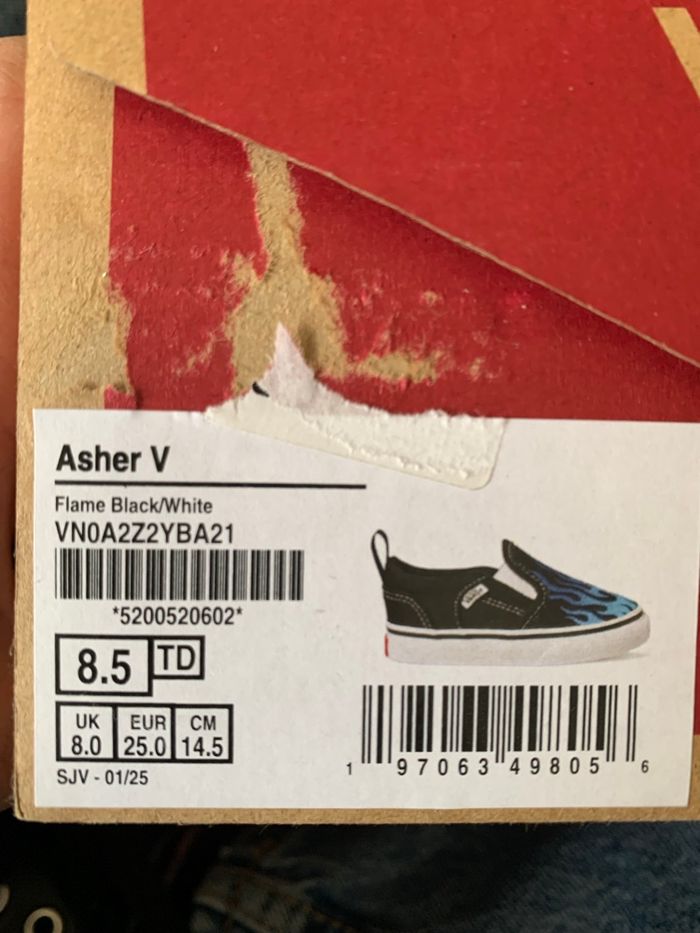 Asher V
Flame Black/White
VN0A2Z2YBA21
*5200520602*
8.5 TD
UK EUR CM
8.0 25.0 14.5
SJV - 01/25
1 97063 49805 6